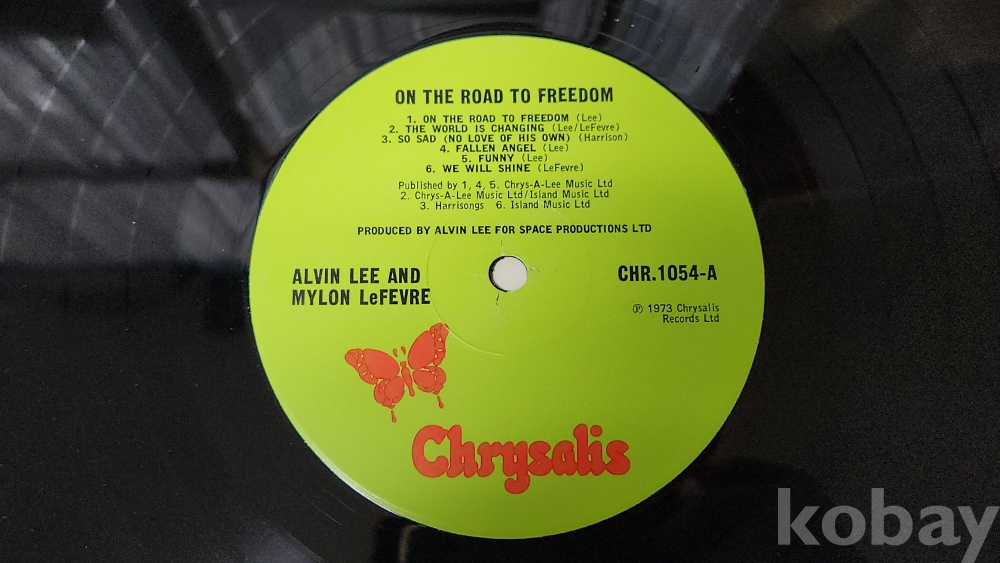 ON THE ROAD TO FREEDOM
1. ON THE ROAD TO FREEDOM (Lee)
2. THE WORLD IS CHANGING (Lee/LeFevre)
3. SO SAD (NO LOVE OF HIS OWN) (Harrison)
4. FALLEN ANGEL (Lee)
5. FUNNY (Lee)
6. WE WILL SHINE (LeFevre)
Published by 1, 4, 5. Chrys-A-Lee Music Ltd
2. Chrys-A-Lee Music Ltd/Island Music Ltd
3. Harrisongs 6. Island Music Ltd
PRODUCED BY ALVIN LEE FOR SPACE PRODUCTIONS LTD
ALVIN LEE AND
MYLON LeFEVRE
CHR.1054-A
℗ 1973 Chrysalis
Records Ltd
Chrysalis
kobay